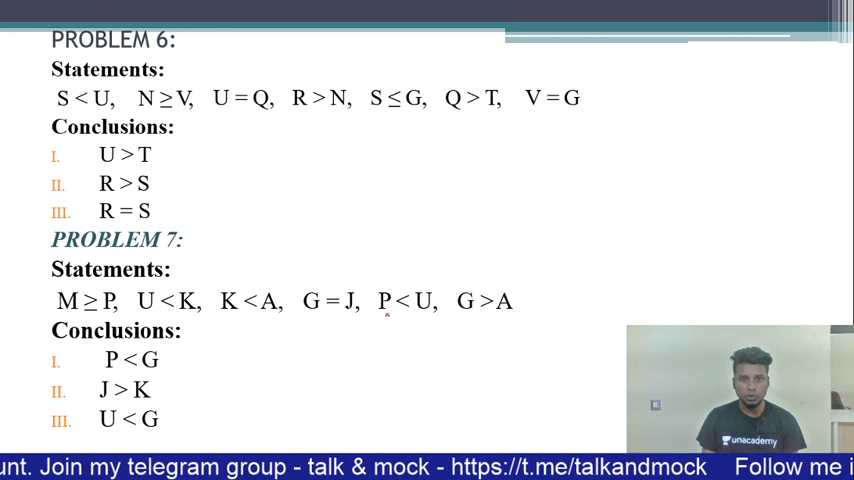 PROBLEM 6:
Statements:
S < U, N ≥ V, U = Q, R > N, S ≤ G, Q > T, V = G
Conclusions:
I. U > T
II. R > S
III. R = S
PROBLEM 7:
Statements:
M ≥ P, U < K, K < A, G = J, P < U, G > A
Conclusions:
I. P < G
II. J > K
III. U < G
unacademy
unt. Join my telegram group - talk & mock - https://t.me/talkandmock Follow me i